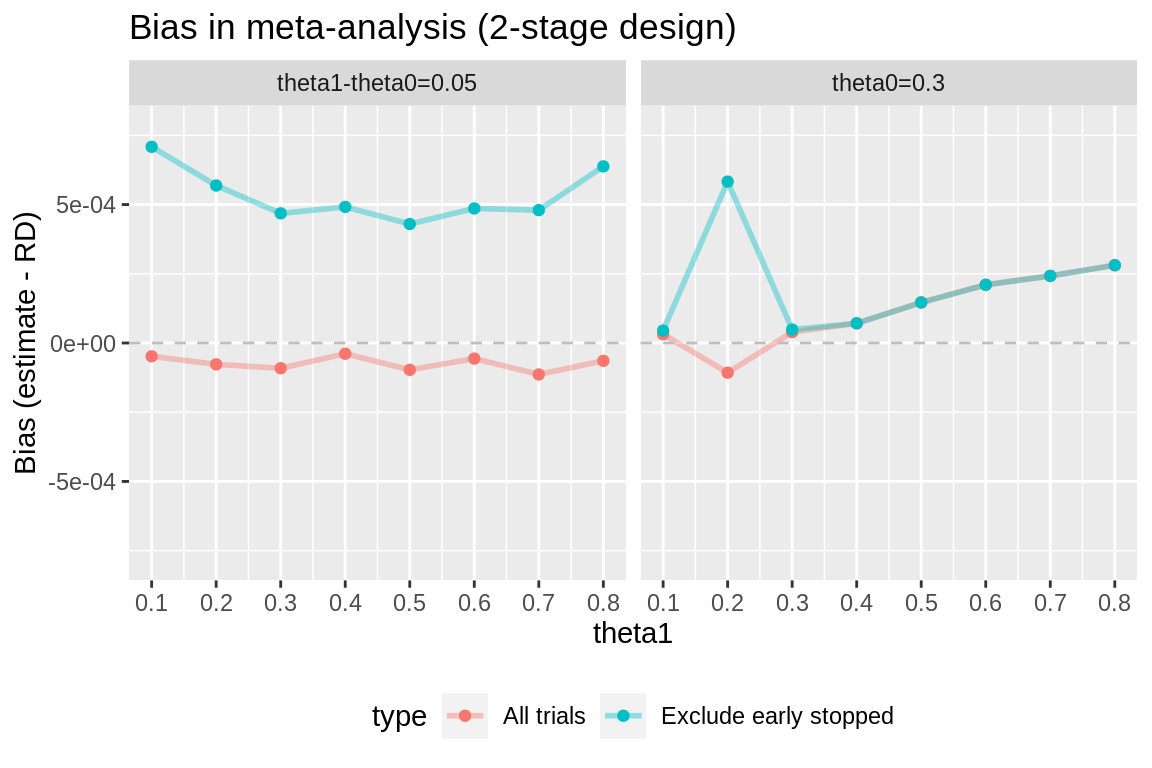 Bias in meta-analysis (2-stage design)
theta1-theta0=0.05 theta0=0.3
Bias (estimate - RD)
5e-04
0e+00
-5e-04
0.1 0.2 0.3 0.4 0.5 0.6 0.7 0.8 0.1 0.2 0.3 0.4 0.5 0.6 0.7 0.8
theta1
type All trials Exclude early stopped